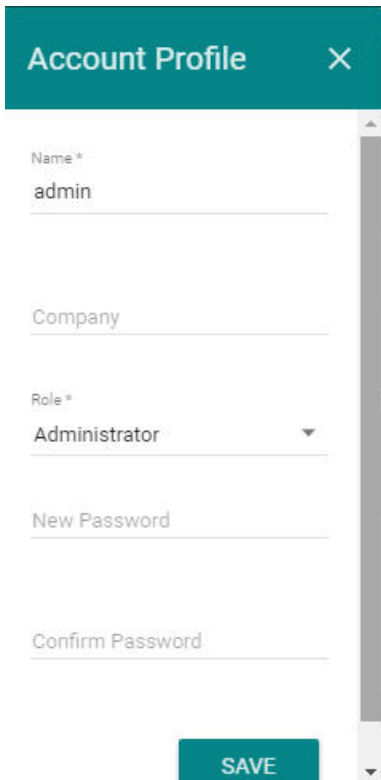 Account Profile
Name *
admin
Company
Role *
Administrator
New Password
Confirm Password
SAVE